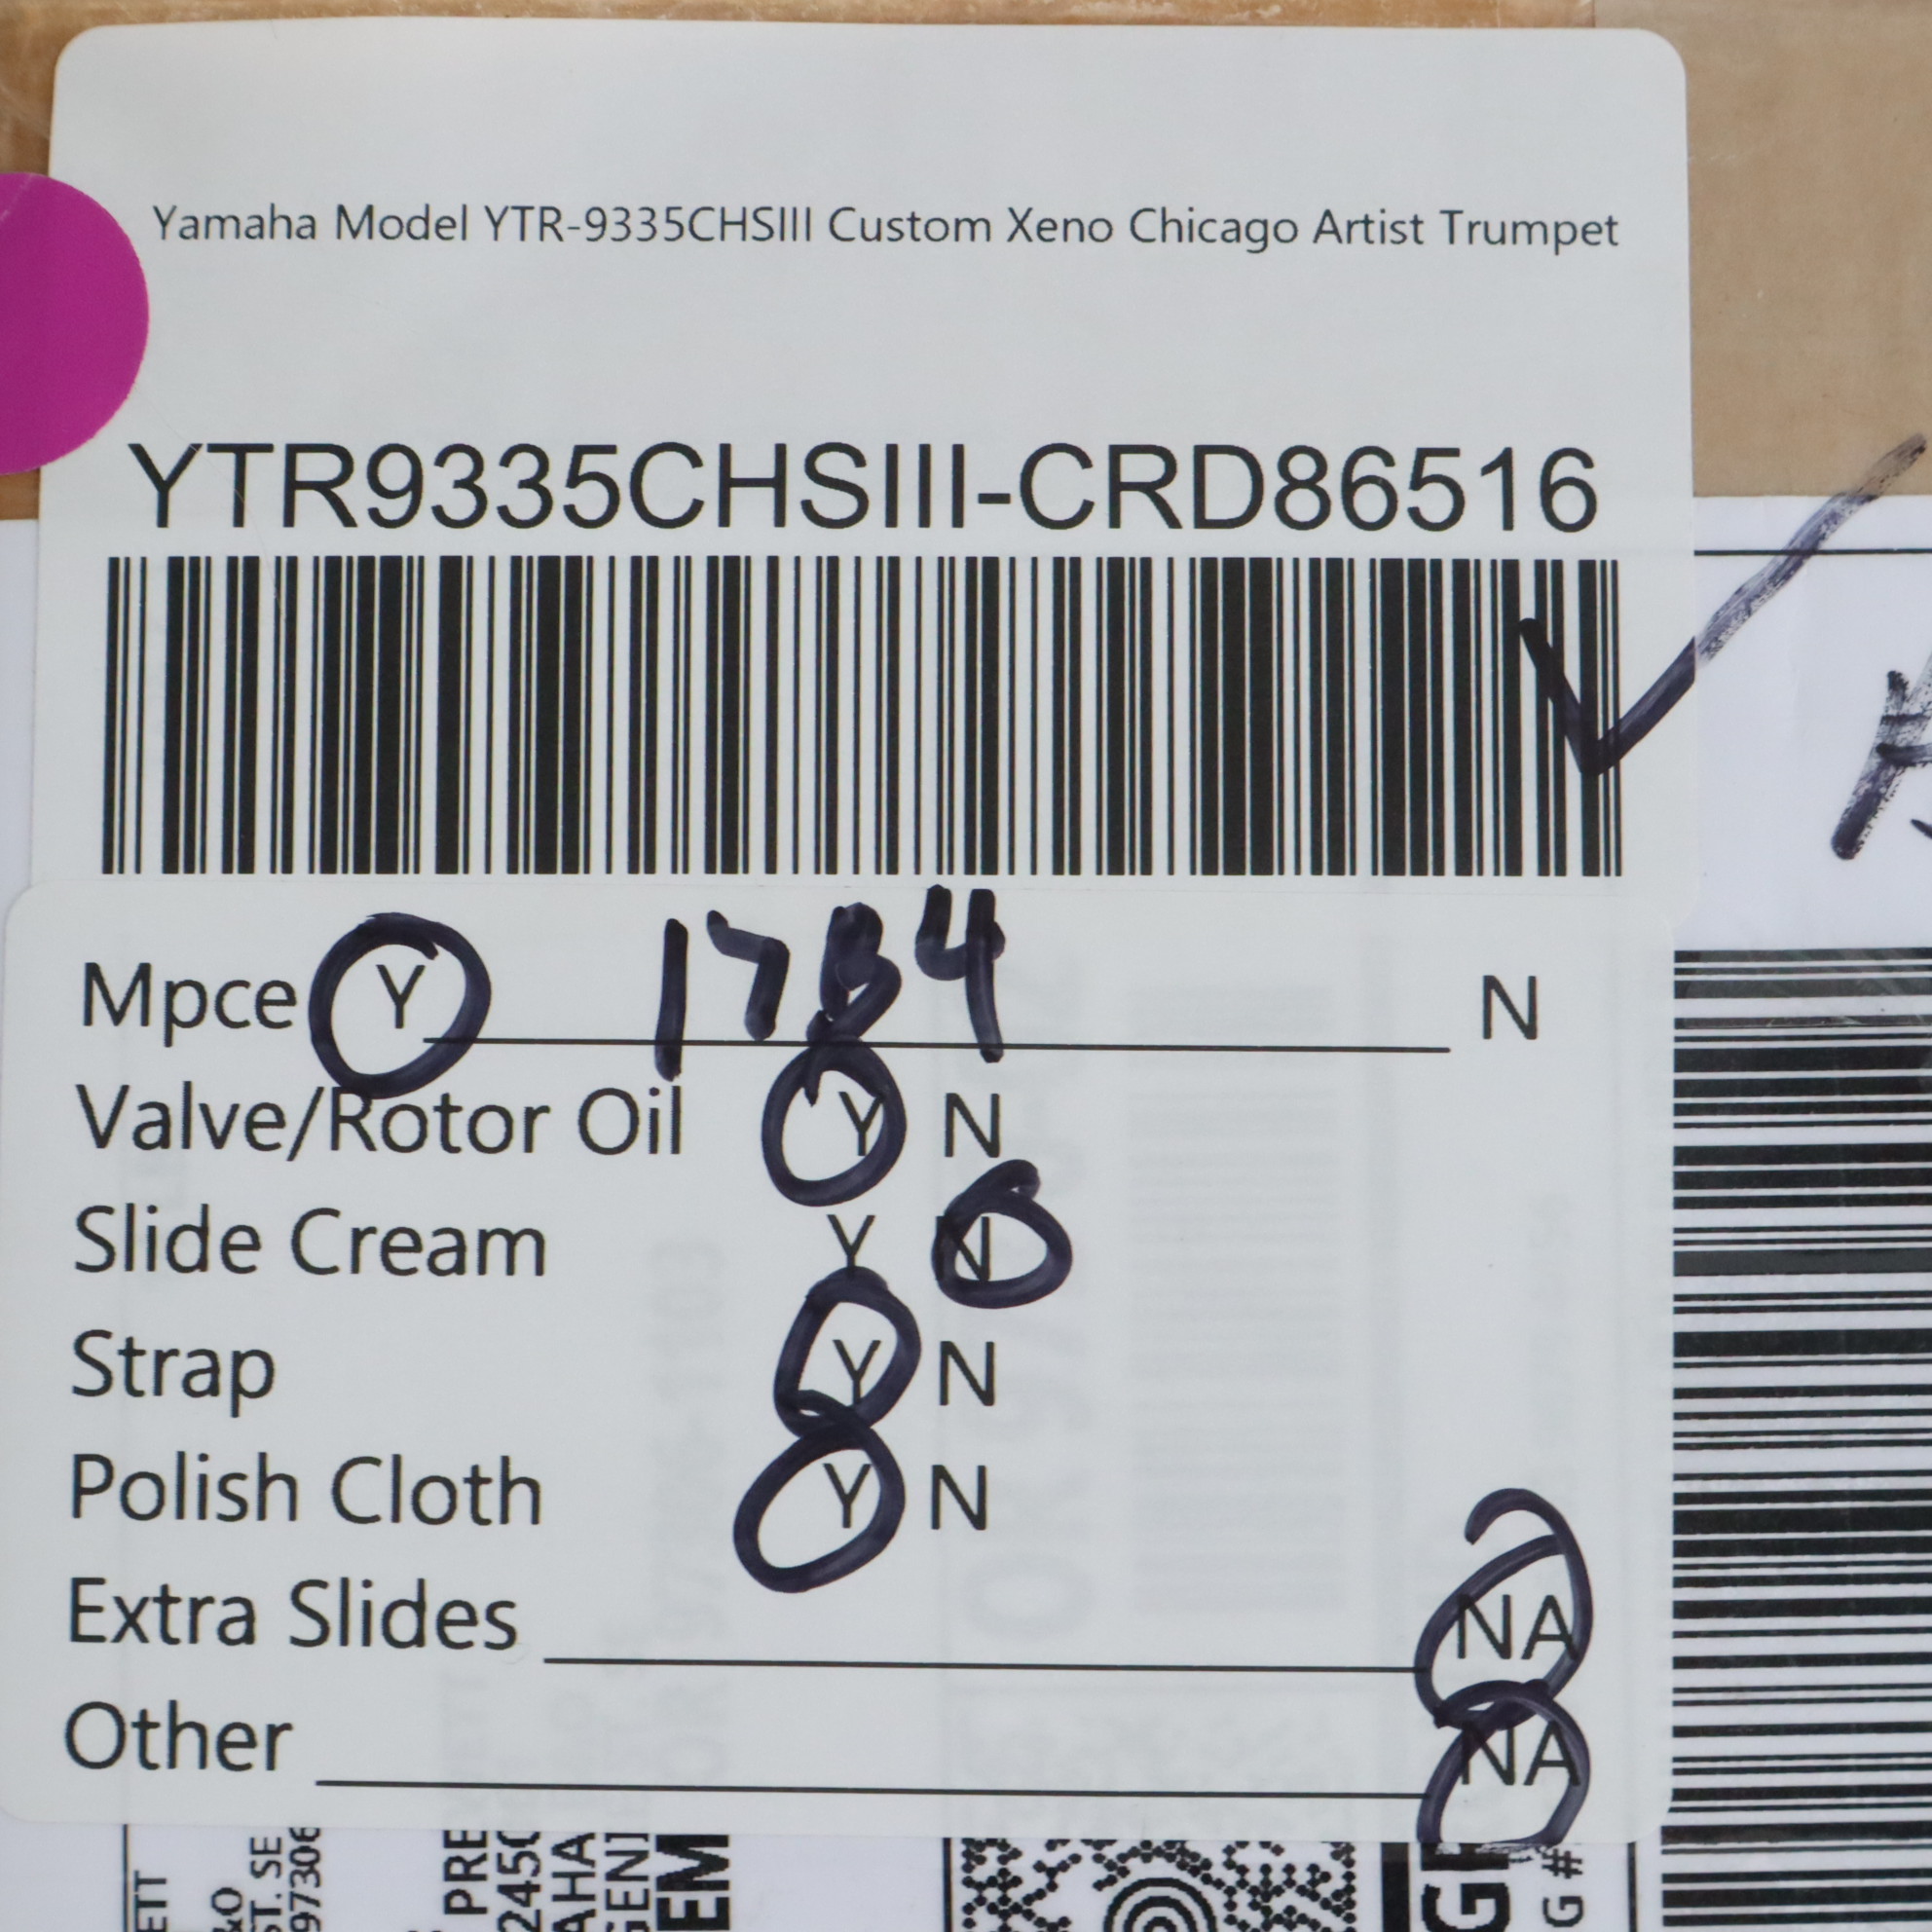 Yamaha Model YTR-9335CHSIII Custom Xeno Chicago Artist Trumpet
YTR9335CHSIII-CRD86516
Mpce Y N
Valve/Rotor Oil Y N
Slide Cream Y N
Strap Y N
Polish Cloth Y N
Extra Slides NA
Other NA
G #